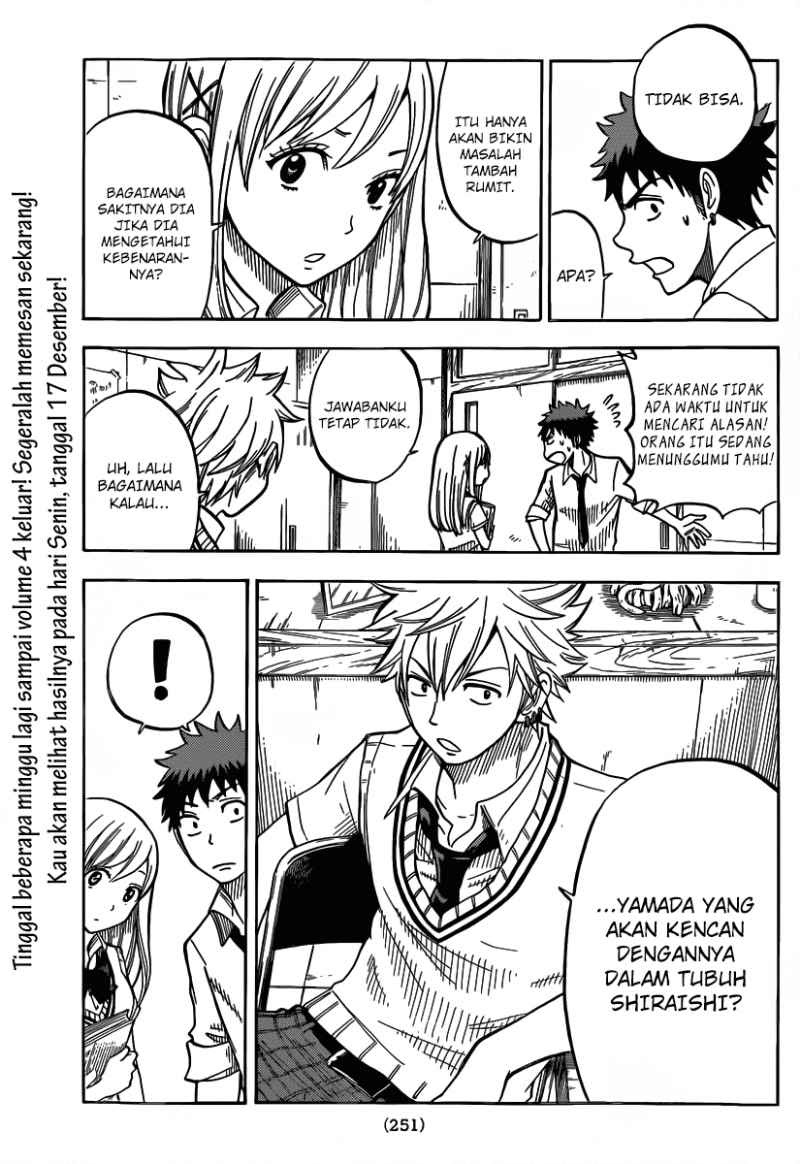 TIDAK BISA.
APA?
ITU HANYA
AKAN BIKIN
MASALAH
TAMBAH
RUMIT.
BAGAIMANA
SAKITNYA DIA
JIKA DIA
MENGETAHUI
KEBENARAN-
NYA?
SEKARANG TIDAK
ADA WAKTU UNTUK
MENCARI ALASAN!
ORANG ITU SEDANG
MENUNGGUMU TAHU!
JAWABANKU
TETAP TIDAK.
UH, LALU
BAGAIMANA
KALAU...
...YAMADA YANG
AKAN KENCAN
DENGANNYA
DALAM TUBUH
SHIRAISHI?
!
Tinggal beberapa minggu lagi sampai volume 4 keluar! Segeralah memesan sekarang!
Kau akan melihat hasilnya pada hari Senin, tanggal 17 Desember!
(251)